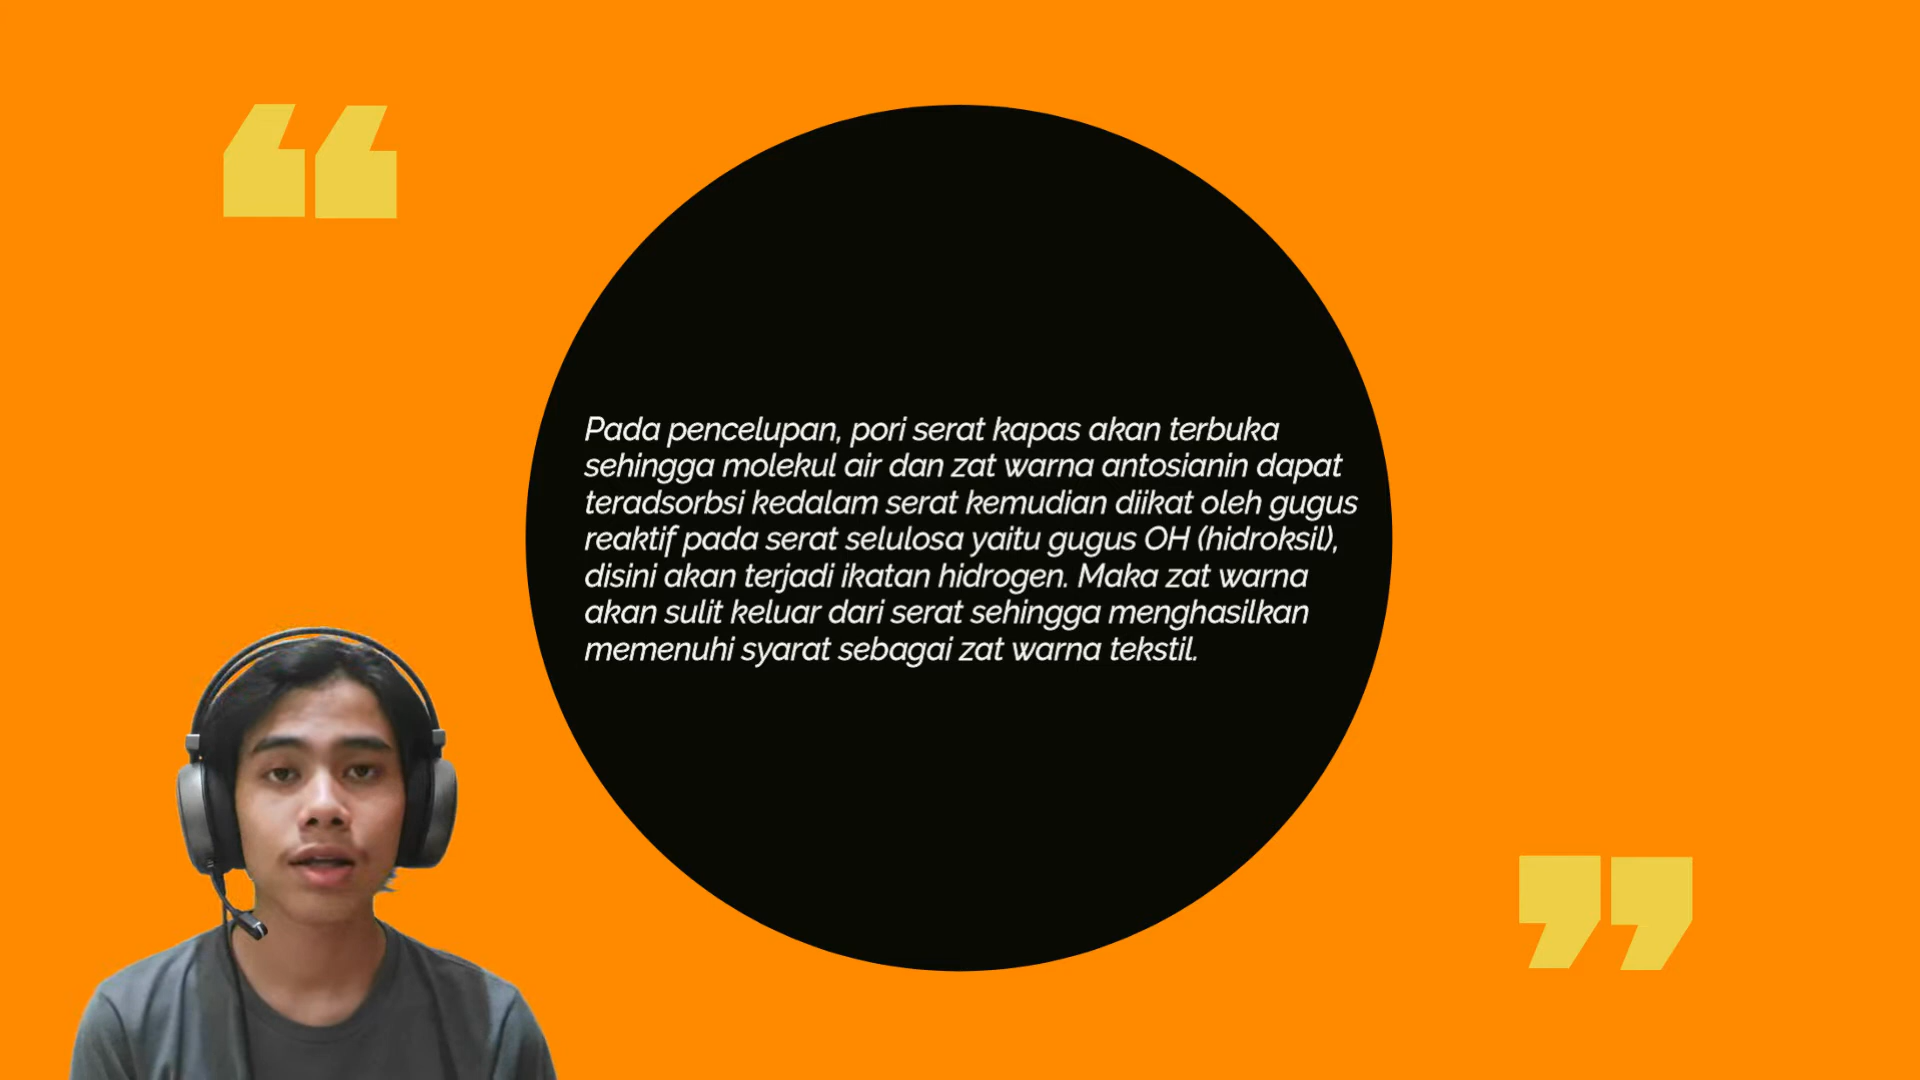 Pada pencelupan, pori serat kapas akan terbuka
sehingga molekul air dan zat warna antosianin dapat
teradsorbsi kedalam serat kemudian diikat oleh gugus
reaktif pada serat selulosa yaitu gugus OH (hidroksil),
disini akan terjadi ikatan hidrogen. Maka zat warna
akan sulit keluar dari serat sehingga menghasilkan
memenuhi syarat sebagai zat warna tekstil.